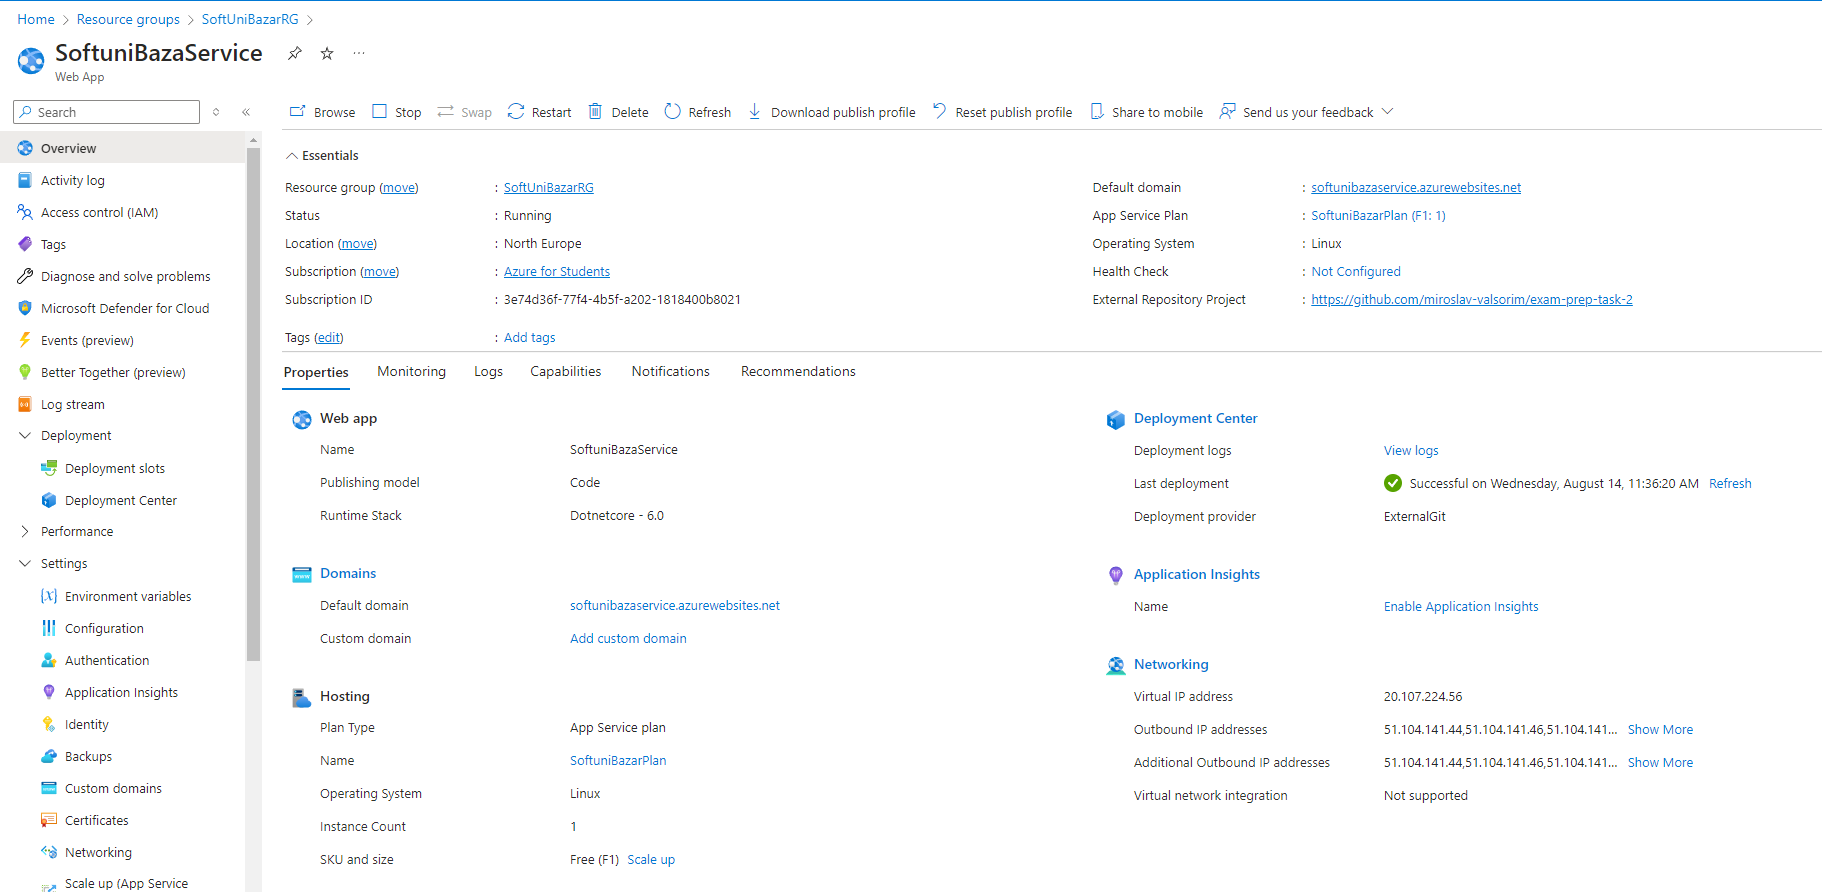 Home > Resource groups > SoftUniBazarRG >
SoftuniBazaService
Web App
Search
Overview
Activity log
Access control (IAM)
Tags
Diagnose and solve problems
Microsoft Defender for Cloud
Events (preview)
Better Together (preview)
Log stream
Deployment
Deployment slots
Deployment Center
Performance
Settings
Environment variables
Configuration
Authentication
Application Insights
Identity
Backups
Custom domains
Certificates
Networking
Scale up (App Service
Browse Stop Swap Restart Delete Refresh Download publish profile Reset publish profile Share to mobile Send us your feedback
Essentials
Resource group (move) : SoftUniBazarRG
Status : Running
Location (move) : North Europe
Subscription (move) : Azure for Students
Subscription ID : 3e74d36f-77f4-4b5f-a202-1818400b8021
Tags (edit) : Add tags
Default domain : softunibazaservice.azurewebsites.net
App Service Plan : SoftuniBazarPlan (F1: 1)
Operating System : Linux
Health Check : Not Configured
External Repository Project : https://github.com/miroslav-valsorim/exam-prep-task-2
Properties Monitoring Logs Capabilities Notifications Recommendations
Web app
Name SoftuniBazaService
Publishing model Code
Runtime Stack Dotnetcore - 6.0
Domains
Default domain softunibazaservice.azurewebsites.net
Custom domain Add custom domain
Hosting
Plan Type App Service plan
Name SoftuniBazarPlan
Operating System Linux
Instance Count 1
SKU and size Free (F1) Scale up
Deployment Center
Deployment logs View logs
Last deployment Successful on Wednesday, August 14, 11:36:20 AM Refresh
Deployment provider ExternalGit
Application Insights
Name Enable Application Insights
Networking
Virtual IP address 20.107.224.56
Outbound IP addresses 51.104.141.44,51.104.141.46,51.104.141... Show More
Additional Outbound IP addresses 51.104.141.44,51.104.141.46,51.104.141... Show More
Virtual network integration Not supported